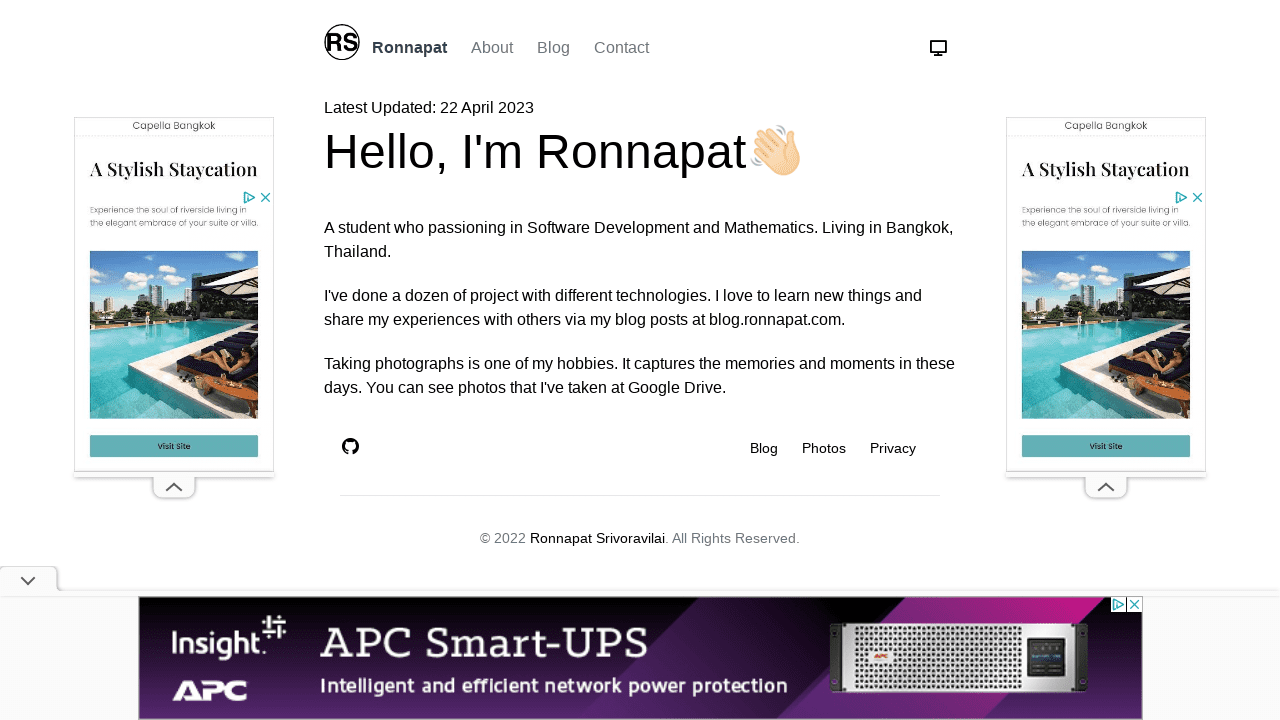 RS Ronnapat About Blog Contact
Latest Updated: 22 April 2023
Hello, I'm Ronnapat👋🏻
A student who passioning in Software Development and Mathematics. Living in Bangkok,
Thailand.
I've done a dozen of project with different technologies. I love to learn new things and
share my experiences with others via my blog posts at blog.ronnapat.com.
Taking photographs is one of my hobbies. It captures the memories and moments in these
days. You can see photos that I've taken at Google Drive.
Blog Photos Privacy
© 2022 Ronnapat Srivoravilai. All Rights Reserved.
Capella Bangkok
A Stylish Staycation
Experience the soul of riverside living in
the elegant embrace of your suite or villa.
Visit Site
Capella Bangkok
A Stylish Staycation
Experience the soul of riverside living in
the elegant embrace of your suite or villa.
Visit Site
Insight.
APC
APC Smart-UPS
Intelligent and efficient network power protection
APC